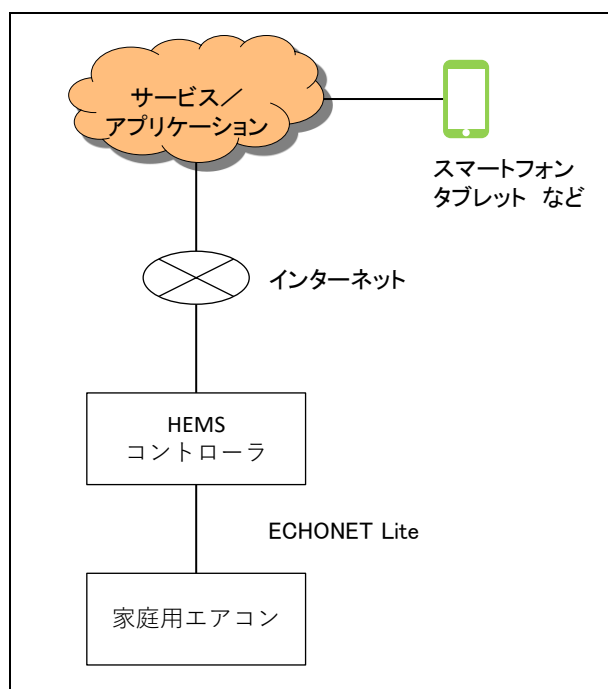 サービス／
アプリケーション
スマートフォン
タブレット など
インターネット
HEMS
コントローラ
ECHONET Lite
家庭用エアコン